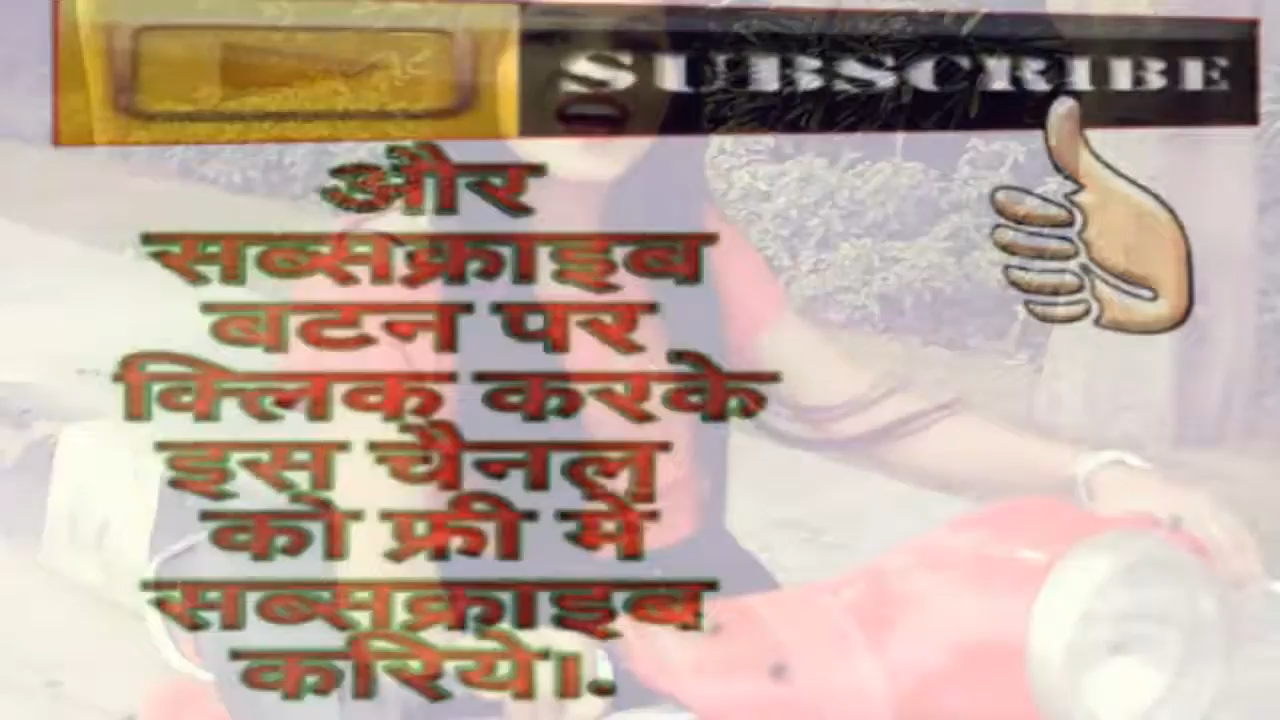 SUBSCRIBE
और
सब्सक्राइब
बटन पर
क्लिक करके
इस चैनल
को फ्री में
सब्सक्राइब
करिये।.